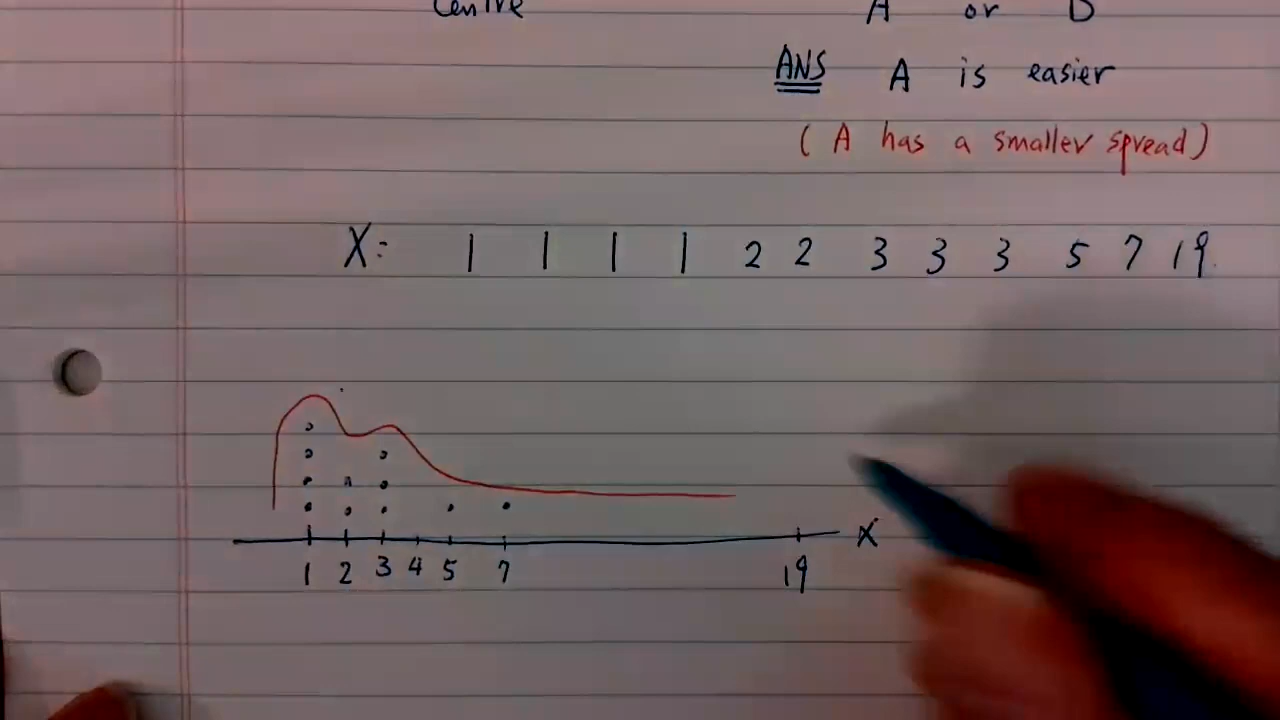 Centre A or D
ANS A is easier
(A has a smaller spread)
X: 1 1 1 1 2 2 3 3 3 5 7 19
X
1 2 3 4 5 7 19